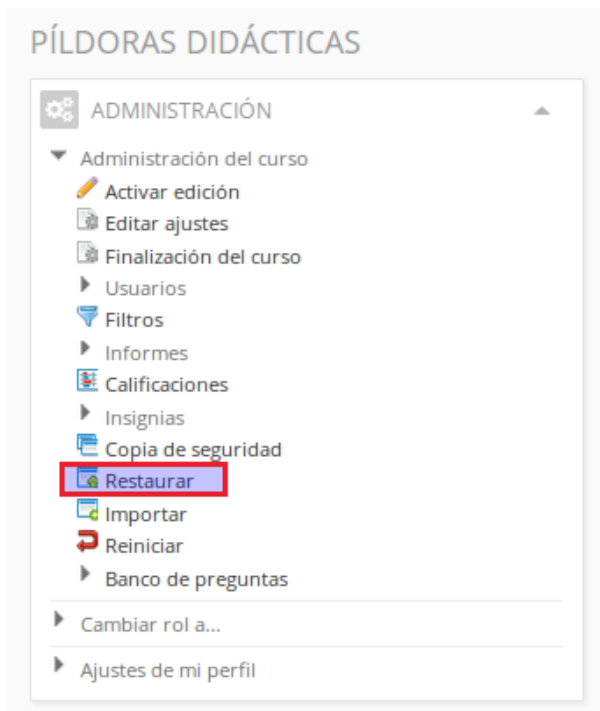 PÍLDORAS DIDÁCTICAS
ADMINISTRACIÓN
Administración del curso
Activar edición
Editar ajustes
Finalización del curso
Usuarios
Filtros
Informes
Calificaciones
Insignias
Copia de seguridad
Restaurar
Importar
Reiniciar
Banco de preguntas
Cambiar rol a...
Ajustes de mi perfil